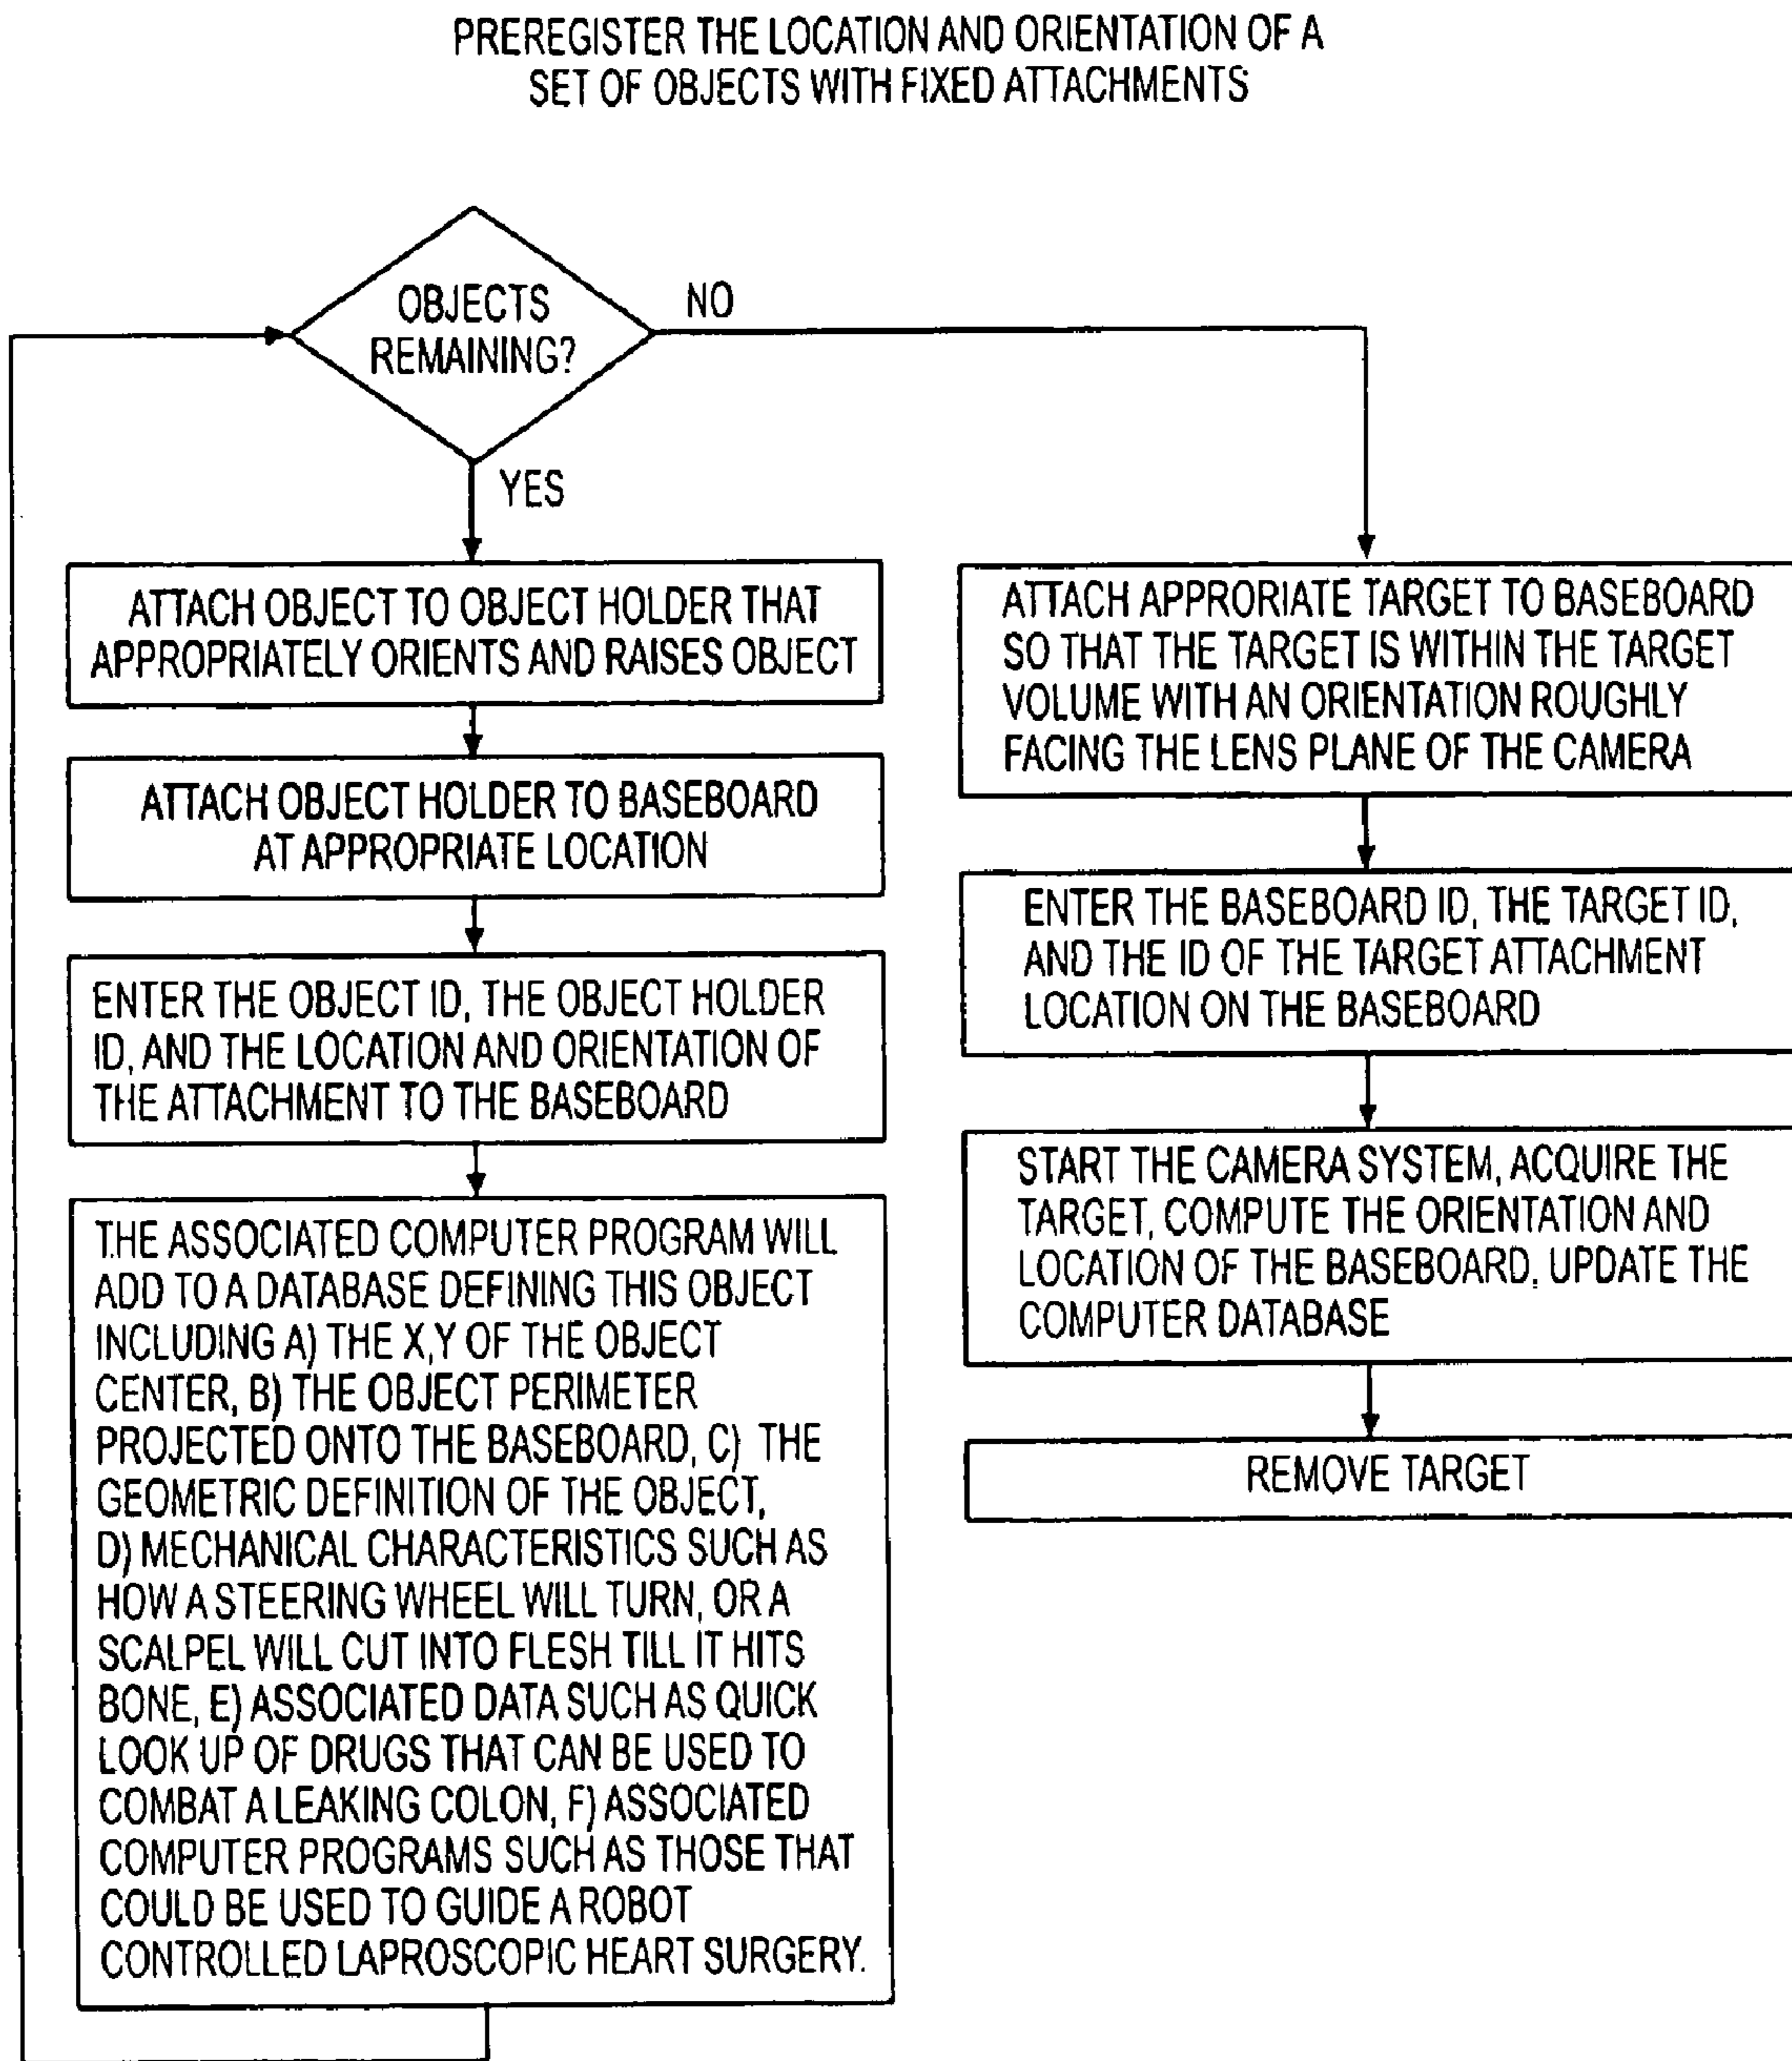 PREREGISTER THE LOCATION AND ORIENTATION OF A
SET OF OBJECTS WITH FIXED ATTACHMENTS
OBJECTS
REMAINING?
NO
YES
ATTACH OBJECT TO OBJECT HOLDER THAT
APPROPRIATELY ORIENTS AND RAISES OBJECT
ATTACH OBJECT HOLDER TO BASEBOARD
AT APPROPRIATE LOCATION
ENTER THE OBJECT ID, THE OBJECT HOLDER
ID, AND THE LOCATION AND ORIENTATION OF
THE ATTACHMENT TO THE BASEBOARD
THE ASSOCIATED COMPUTER PROGRAM WILL
ADD TO A DATABASE DEFINING THIS OBJECT
INCLUDING A) THE X,Y OF THE OBJECT
CENTER, B) THE OBJECT PERIMETER
PROJECTED ONTO THE BASEBOARD, C) THE
GEOMETRIC DEFINITION OF THE OBJECT,
D) MECHANICAL CHARACTERISTICS SUCH AS
HOW A STEERING WHEEL WILL TURN, OR A
SCALPEL WILL CUT INTO FLESH TILL IT HITS
BONE, E) ASSOCIATED DATA SUCH AS QUICK
LOOK UP OF DRUGS THAT CAN BE USED TO
COMBAT A LEAKING COLON, F) ASSOCIATED
COMPUTER PROGRAMS SUCH AS THOSE THAT
COULD BE USED TO GUIDE A ROBOT
CONTROLLED LAPROSCOPIC HEART SURGERY.
ATTACH APPRORIATE TARGET TO BASEBOARD
SO THAT THE TARGET IS WITHIN THE TARGET
VOLUME WITH AN ORIENTATION ROUGHLY
FACING THE LENS PLANE OF THE CAMERA
ENTER THE BASEBOARD ID, THE TARGET ID,
AND THE ID OF THE TARGET ATTACHMENT
LOCATION ON THE BASEBOARD
START THE CAMERA SYSTEM, ACQUIRE THE
TARGET, COMPUTE THE ORIENTATION AND
LOCATION OF THE BASEBOARD, UPDATE THE
COMPUTER DATABASE
REMOVE TARGET